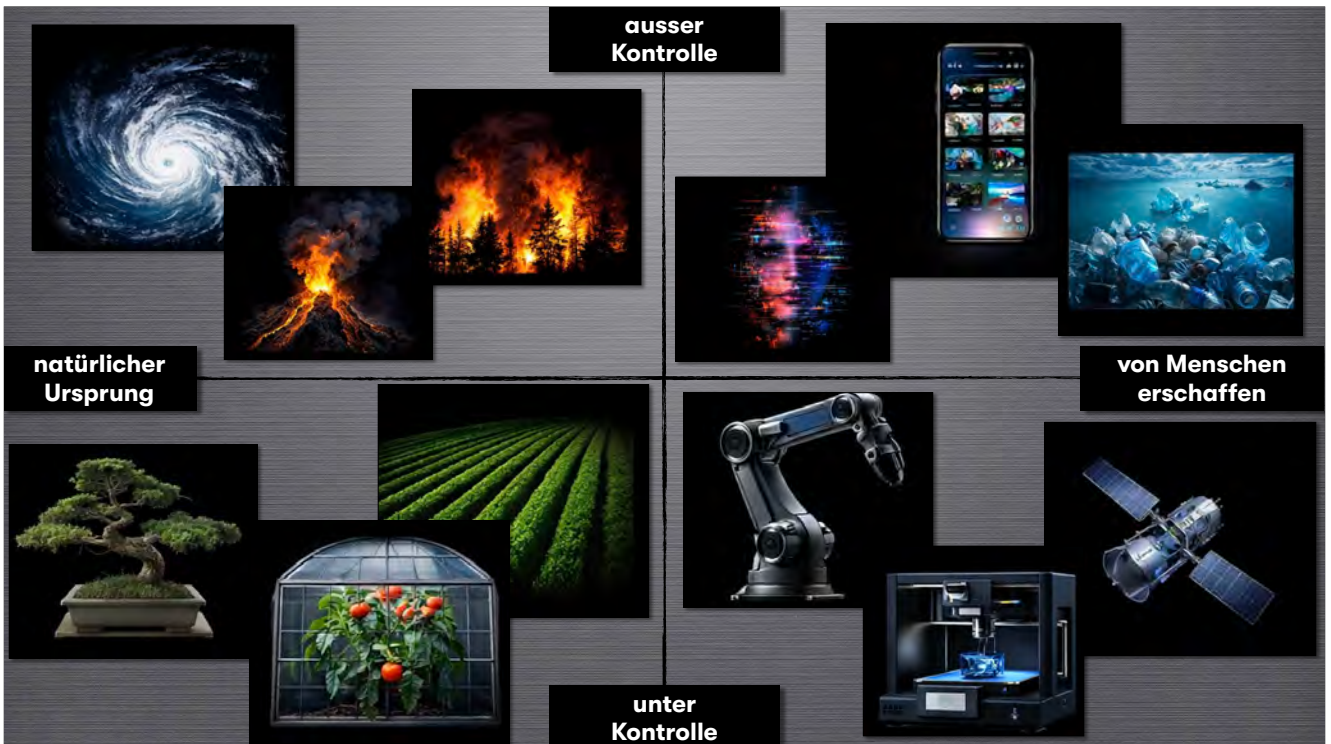 ausser
Kontrolle
natürlicher
Ursprung
von Menschen
erschaffen
unter
Kontrolle